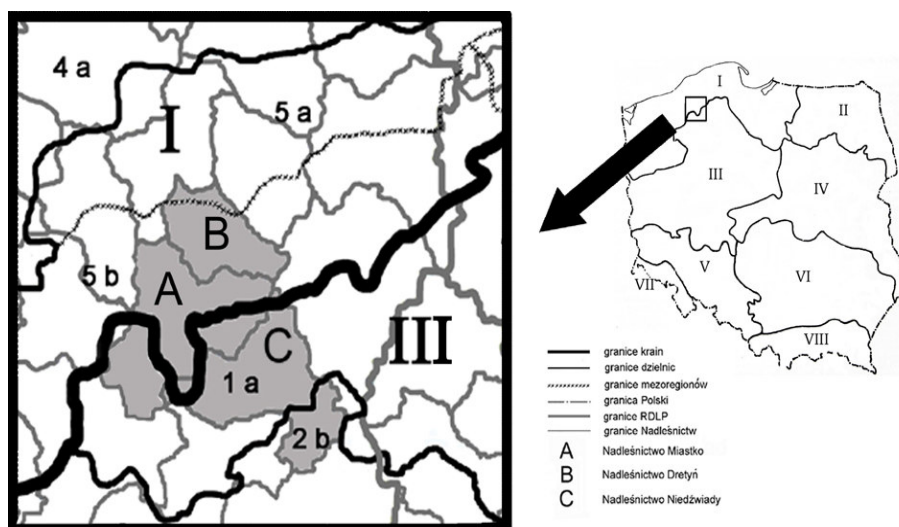 4 a
I
5 a
B
5 b
A
C
III
1 a
2 b
I
II
III
IV
V
VI
VII
VIII
granice krain
granice dzielnic
granice mezoregionów
granica Polski
granice RDLP
granice Nadleśnictw
A Nadleśnictwo Miastko
B Nadleśnictwo Dretyń
C Nadleśnictwo Niedźwiady